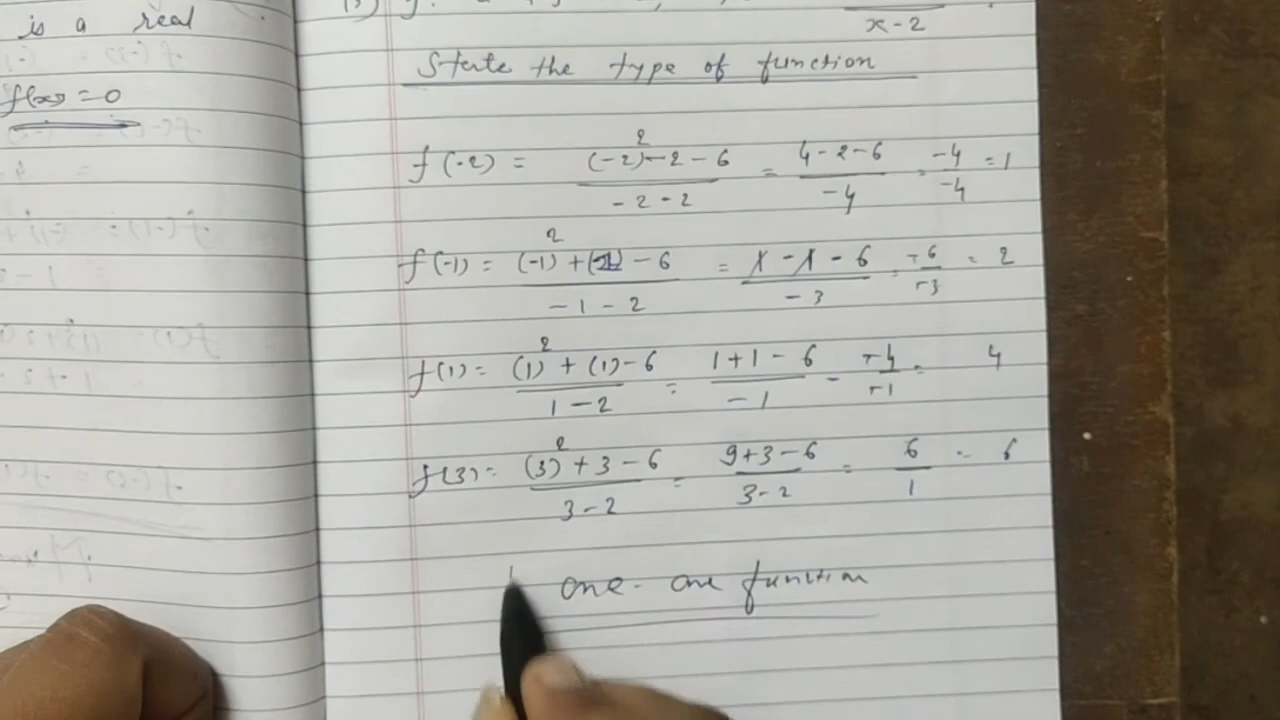 is a real
f(x) = 0
x - 2
State the type of function
f(-2) = (-2)² - 2 - 6 / -2 - 2 = 4 - 2 - 6 / -4 = -4 / -4 = 1
f(-1) = (-1)² + (-1) - 6 / -1 - 2 = 1 - 1 - 6 / -3 = -6 / -3 = 2
f(1) = (1)² + (1) - 6 / 1 - 2 = 1 + 1 - 6 / -1 = -4 / -1 = 4
f(3) = (3)² + 3 - 6 / 3 - 2 = 9 + 3 - 6 / 3 - 2 = 6 / 1 = 6
one - one function